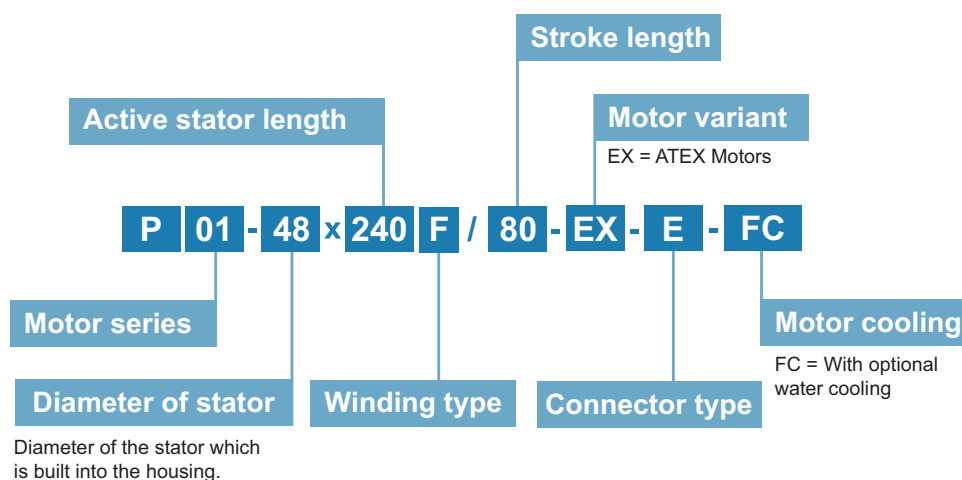 Stroke length
Active stator length
Motor variant
EX = ATEX Motors
P 01 - 48 x 240 F / 80 - EX - E - FC
Motor series
Motor cooling
FC = With optional
water cooling
Diameter of stator
Winding type
Connector type
Diameter of the stator which
is built into the housing.